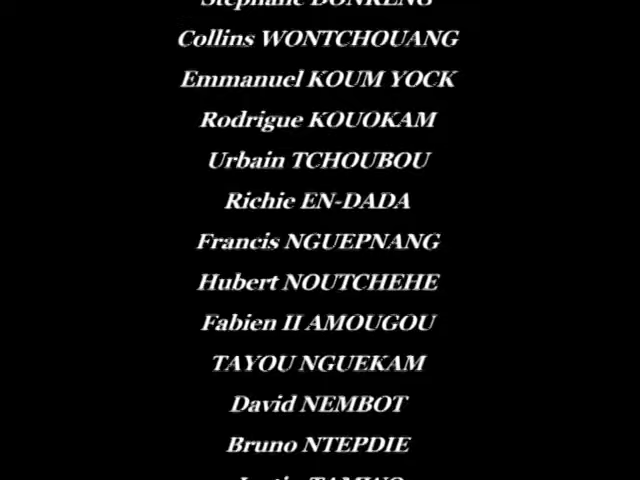 Stephane DONKENG
Collins WONTCHOUANG
Emmanuel KOUM YOCK
Rodrigue KOUOKAM
Urbain TCHOUBOU
Richie EN-DADA
Francis NGUEPNANG
Hubert NOUTCHEHE
Fabien II AMOUGOU
TAYOU NGUEKAM
David NEMBOT
Bruno NTEPDIE